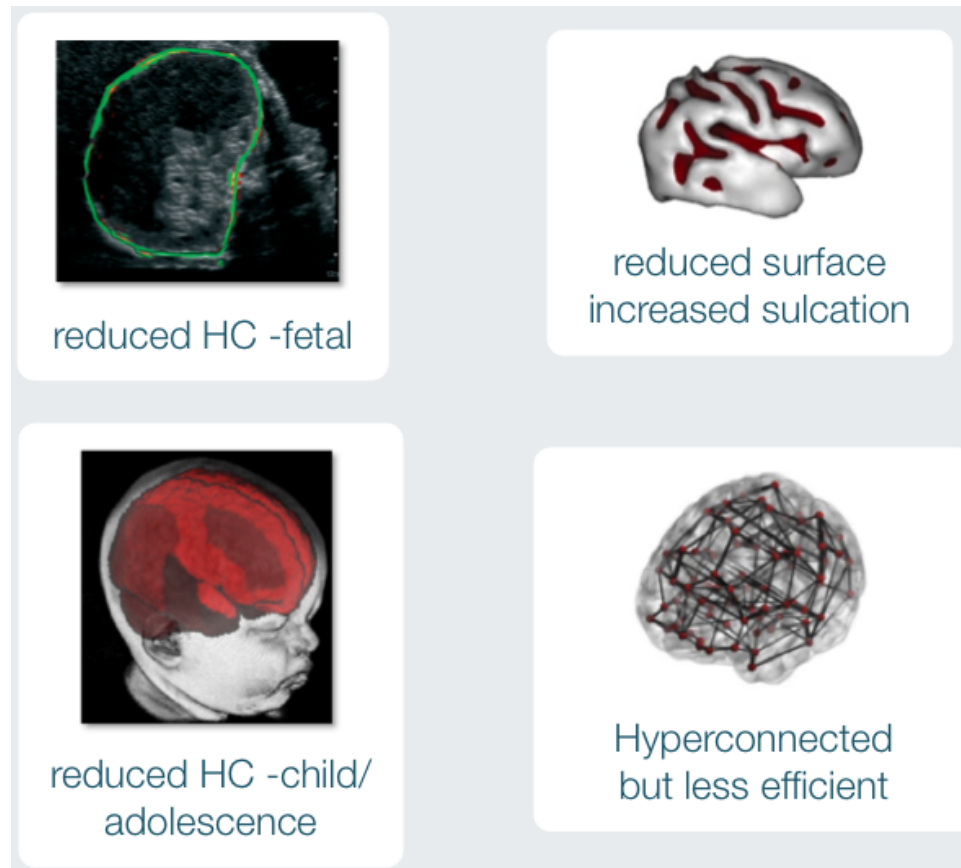 reduced HC -fetal
reduced surface
increased sulcation
reduced HC -child/
adolescence
Hyperconnected
but less efficient